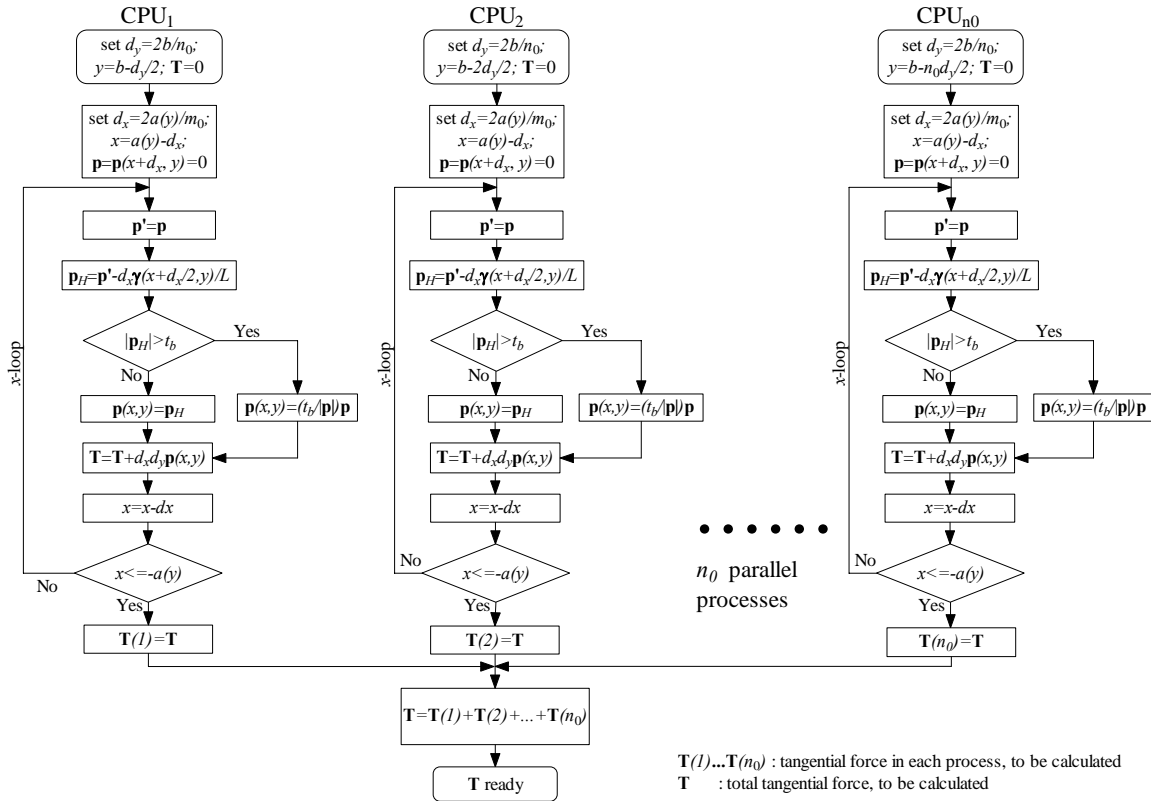 CPU1
set dy=2b/n0;
y=b-dy/2; T=0
set dx=2a(y)/m0;
x=a(y)-dx;
p=p(x+dx, y)=0
p'=p
pH=p'-dxγ(x+dx/2,y)/L
|pH|>tb
Yes
No
p(x,y)=pH
p(x,y)=(tb/|p|)p
T=T+dxdyp(x,y)
x=x-dx
x<=-a(y)
No
Yes
x-loop
T(1)=T
CPU2
set dy=2b/n0;
y=b-2dy/2; T=0
set dx=2a(y)/m0;
x=a(y)-dx;
p=p(x+dx, y)=0
p'=p
pH=p'-dxγ(x+dx/2,y)/L
|pH|>tb
Yes
No
p(x,y)=pH
p(x,y)=(tb/|p|)p
T=T+dxdyp(x,y)
x=x-dx
x<=-a(y)
No
Yes
x-loop
T(2)=T
n0 parallel
processes
CPUn0
set dy=2b/n0;
y=b-n0dy/2; T=0
set dx=2a(y)/m0;
x=a(y)-dx;
p=p(x+dx, y)=0
p'=p
pH=p'-dxγ(x+dx/2,y)/L
|pH|>tb
Yes
No
p(x,y)=pH
p(x,y)=(tb/|p|)p
T=T+dxdyp(x,y)
x=x-dx
x<=-a(y)
No
Yes
x-loop
T(n0)=T
T=T(1)+T(2)+...+T(n0)
T ready
T(1)...T(n0) : tangential force in each process, to be calculated
T : total tangential force, to be calculated